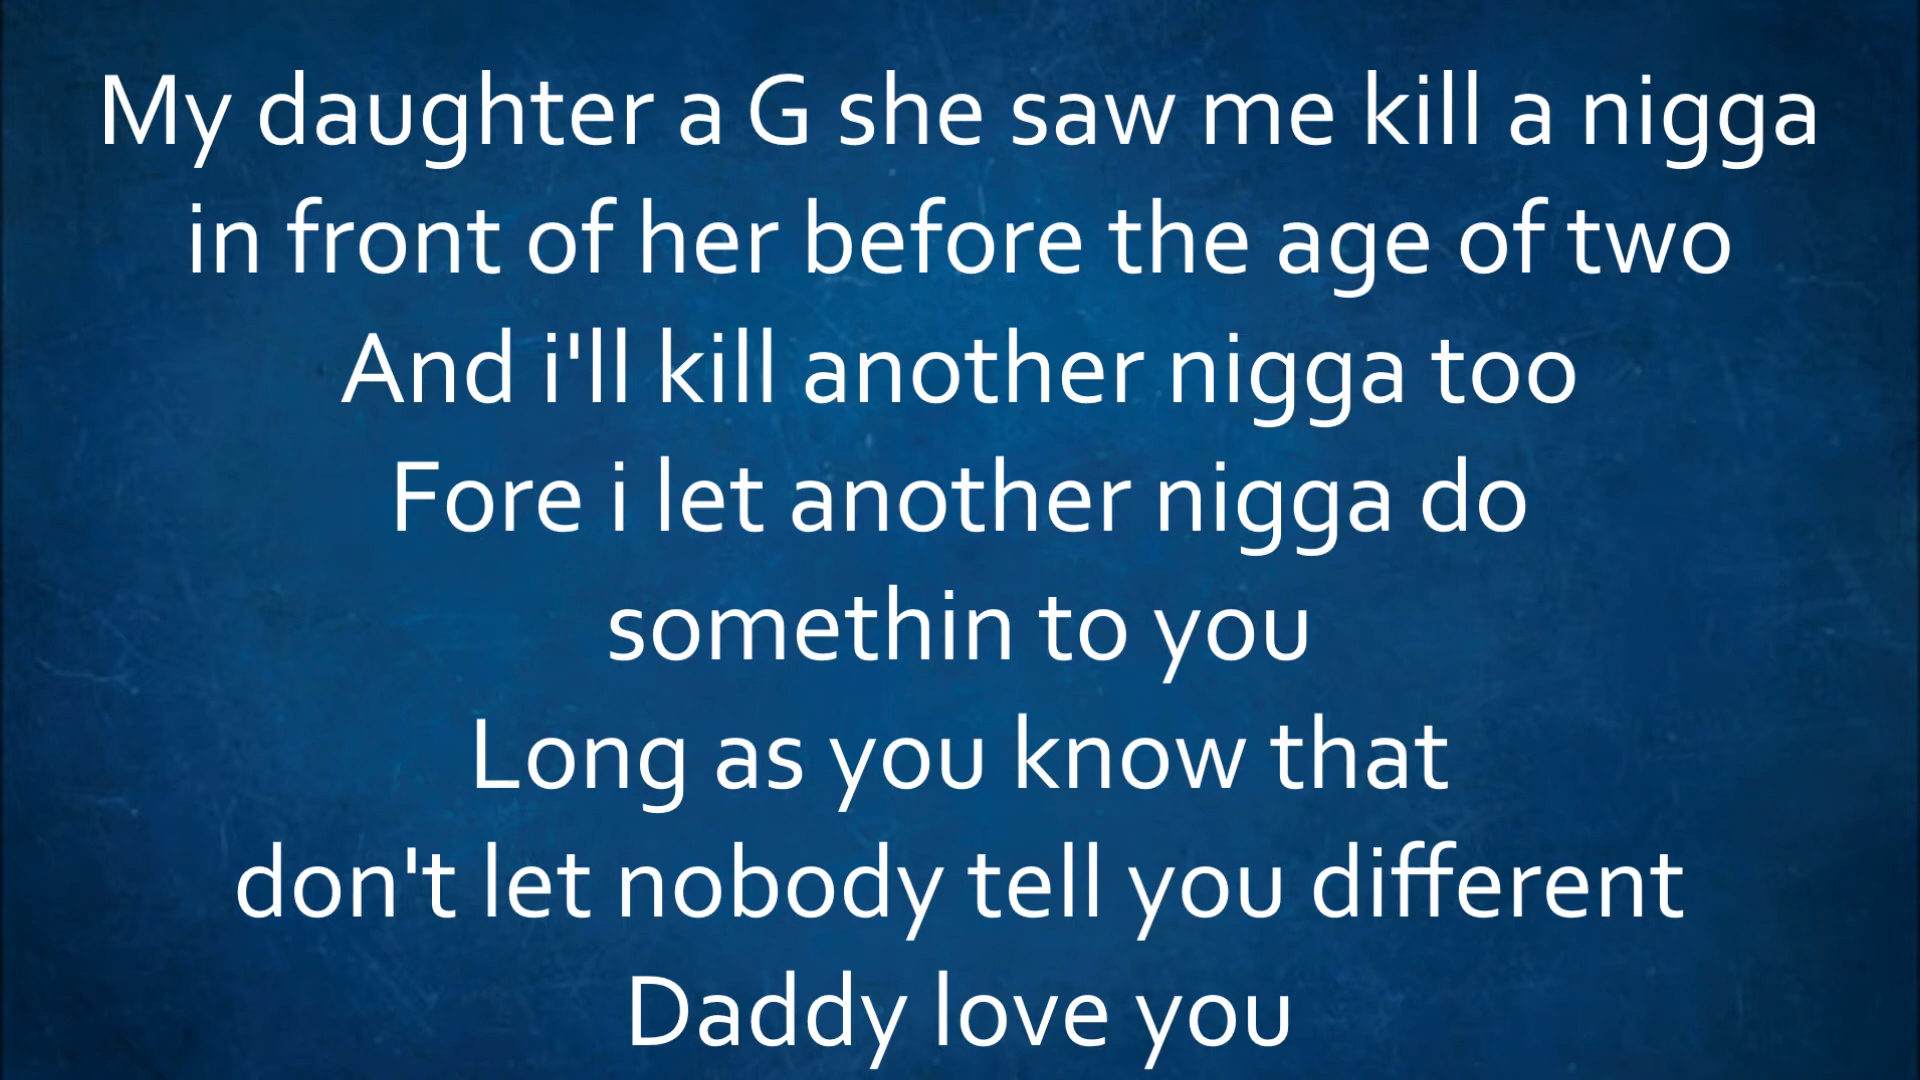 My daughter a G she saw me kill a nigga
in front of her before the age of two
And i'll kill another nigga too
Fore i let another nigga do
somethin to you
Long as you know that
don't let nobody tell you different
Daddy love you